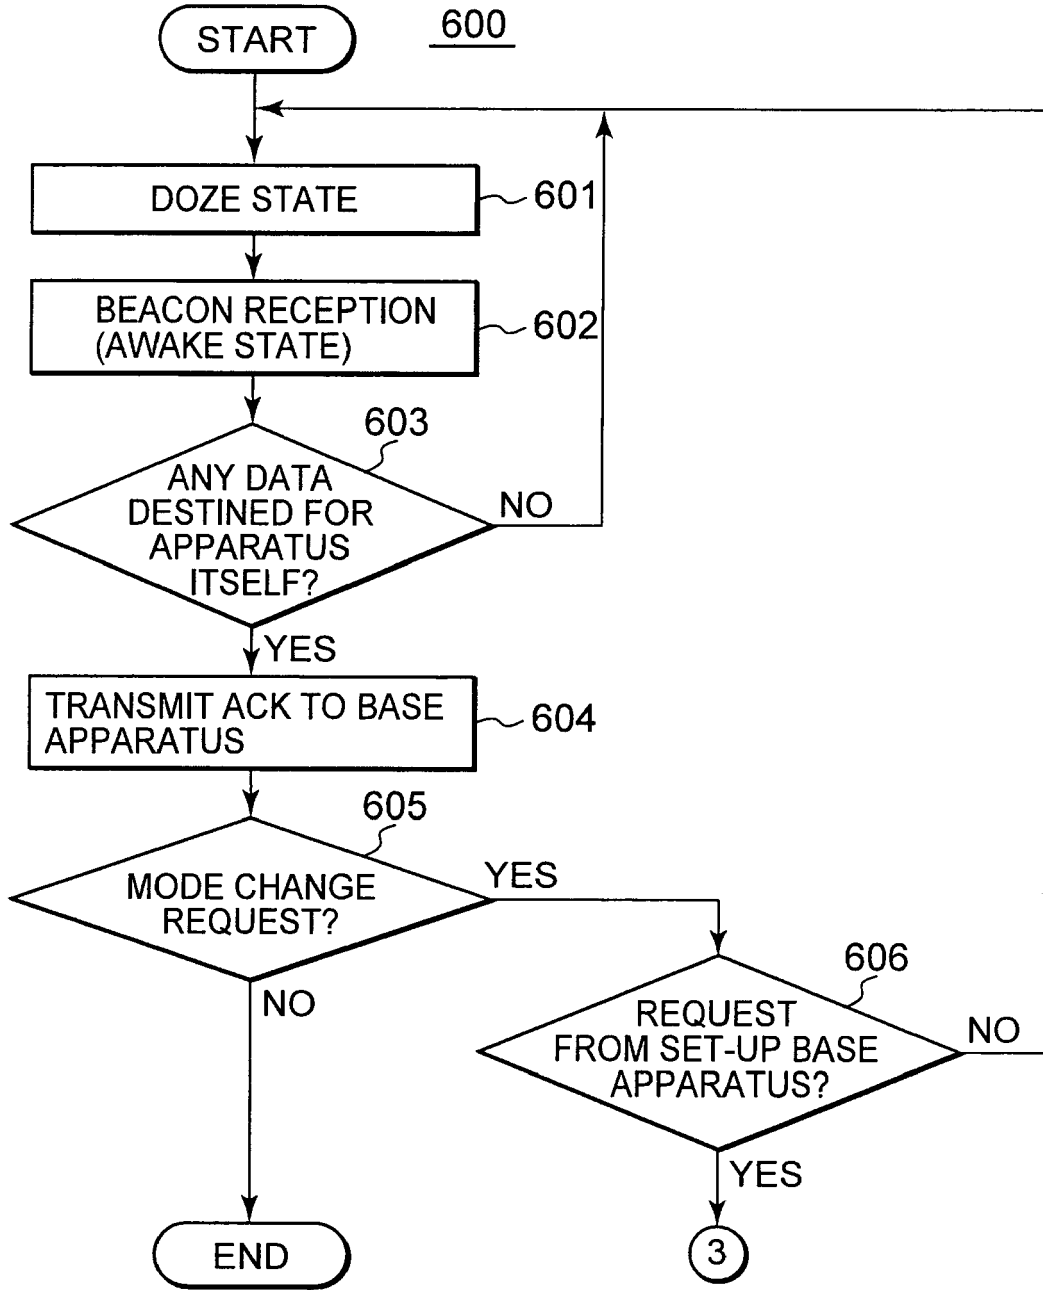 START
600
DOZE STATE
601
BEACON RECEPTION
(AWAKE STATE)
602
603
ANY DATA
DESTINED FOR
APPARATUS
ITSELF?
NO
YES
TRANSMIT ACK TO BASE
APPARATUS
604
605
MODE CHANGE
REQUEST?
YES
NO
606
REQUEST
FROM SET-UP BASE
APPARATUS?
NO
YES
END
3